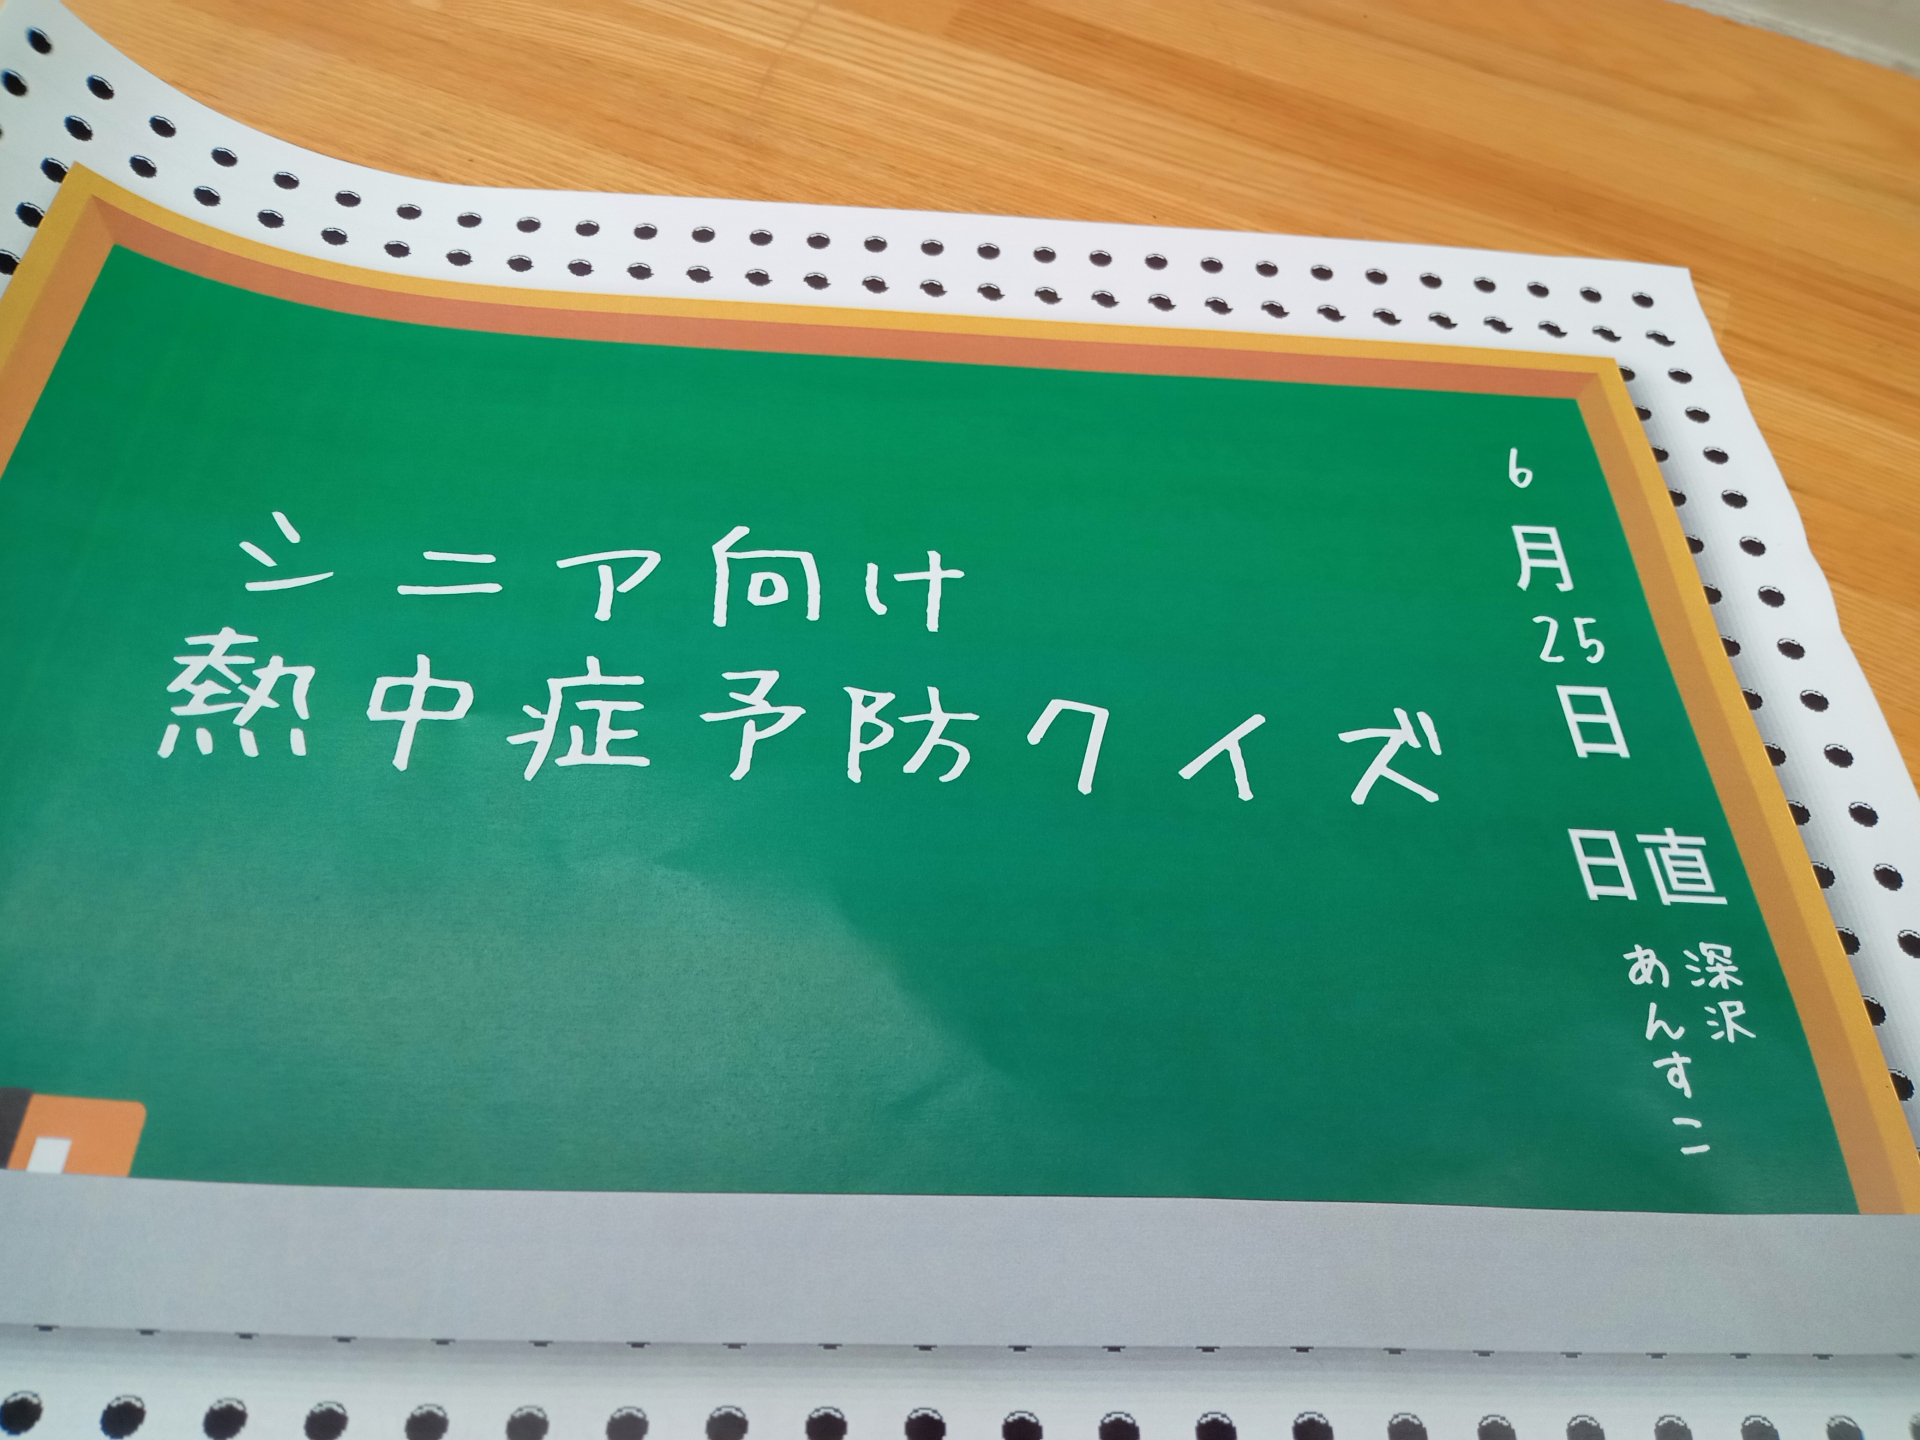 シニア向け
熱中症予防クイズ
6月25日
日直
深沢
あんすこ